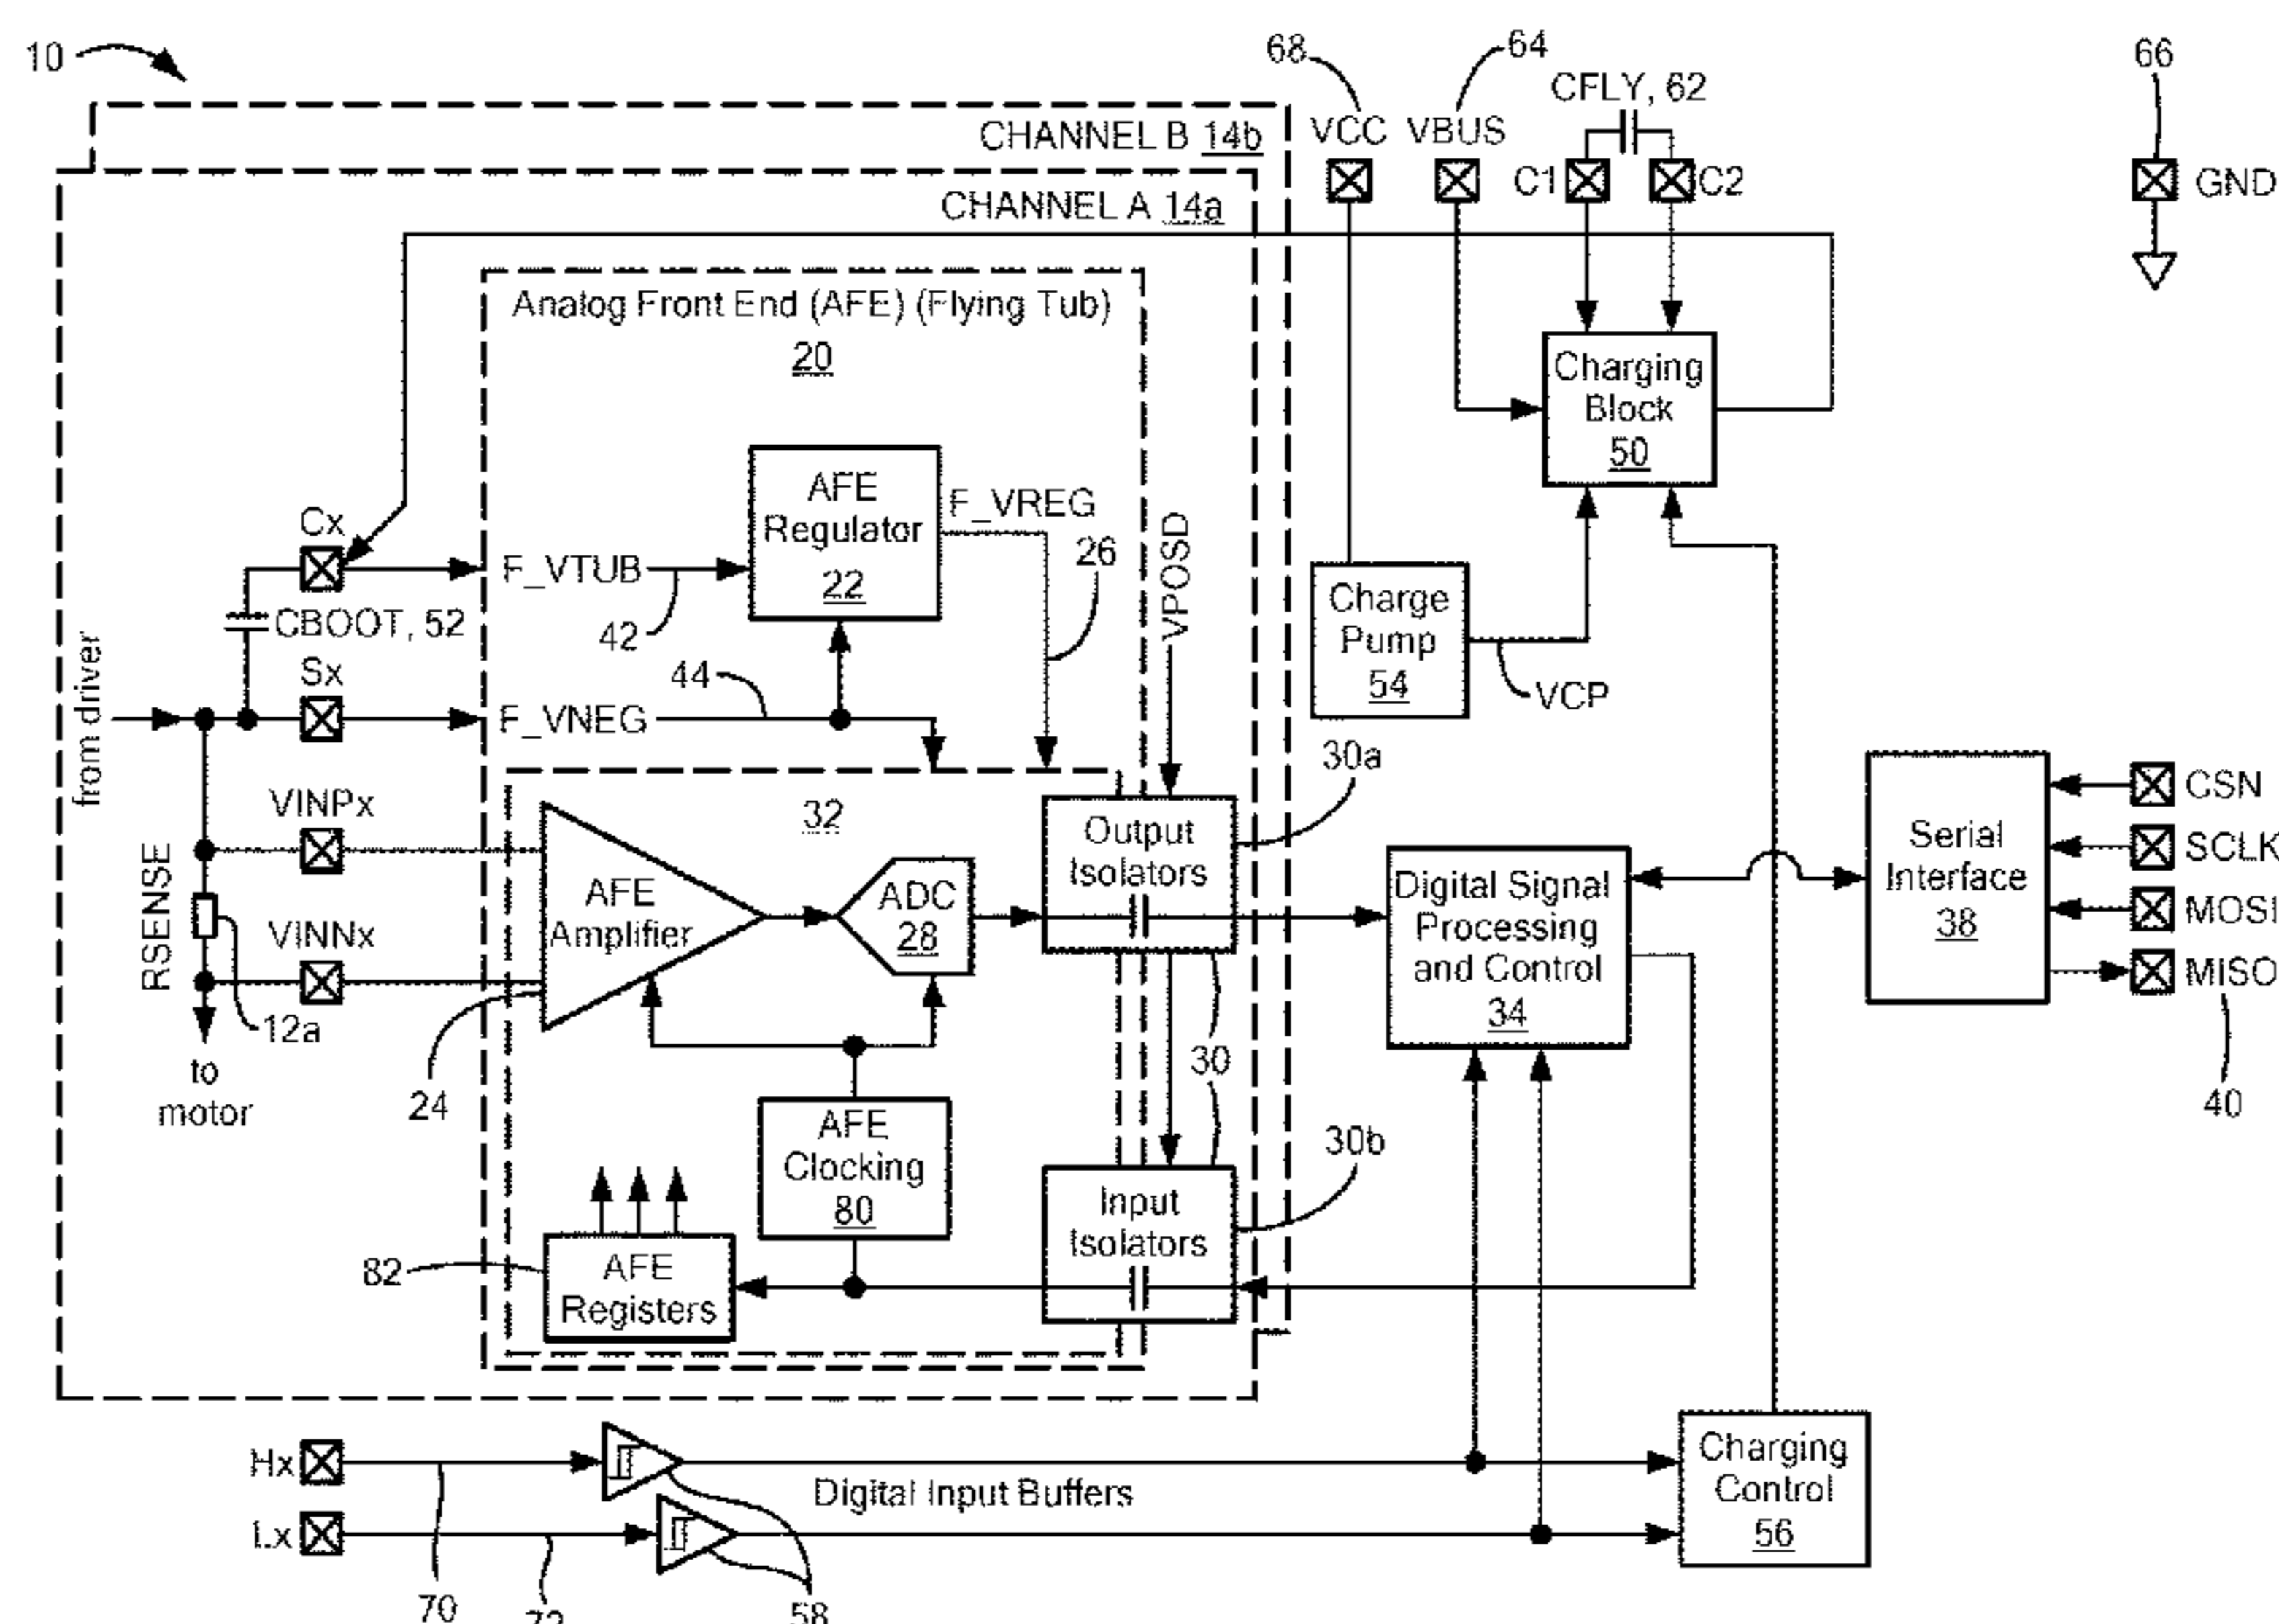 10
68
64
66
CFLY, 62
CHANNEL B 14b
VCC
VBUS
C1
C2
GND
CHANNEL A 14a
Analog Front End (AFE) (Flying Tub)
20
Charging
Block
50
AFE
Regulator
22
F_VREG
26
VPOSD
Cx
F_VTUB
42
CBOOT, 52
Charge
Pump
54
VCP
from driver
Sx
44
F_VNEG
30a
32
VINPx
RSENSE
VINNx
12a
to
motor
24
AFE
Amplifier
ADC
28
Output
Isolators
30
Digital Signal
Processing
and Control
34
Serial
Interface
38
CSN
SCLK
MOSI
MISO
40
AFE
Clocking
80
30b
Input
Isolators
82
AFE
Registers
Hx
Digital Input Buffers
Lx
Charging
Control
56
70
58